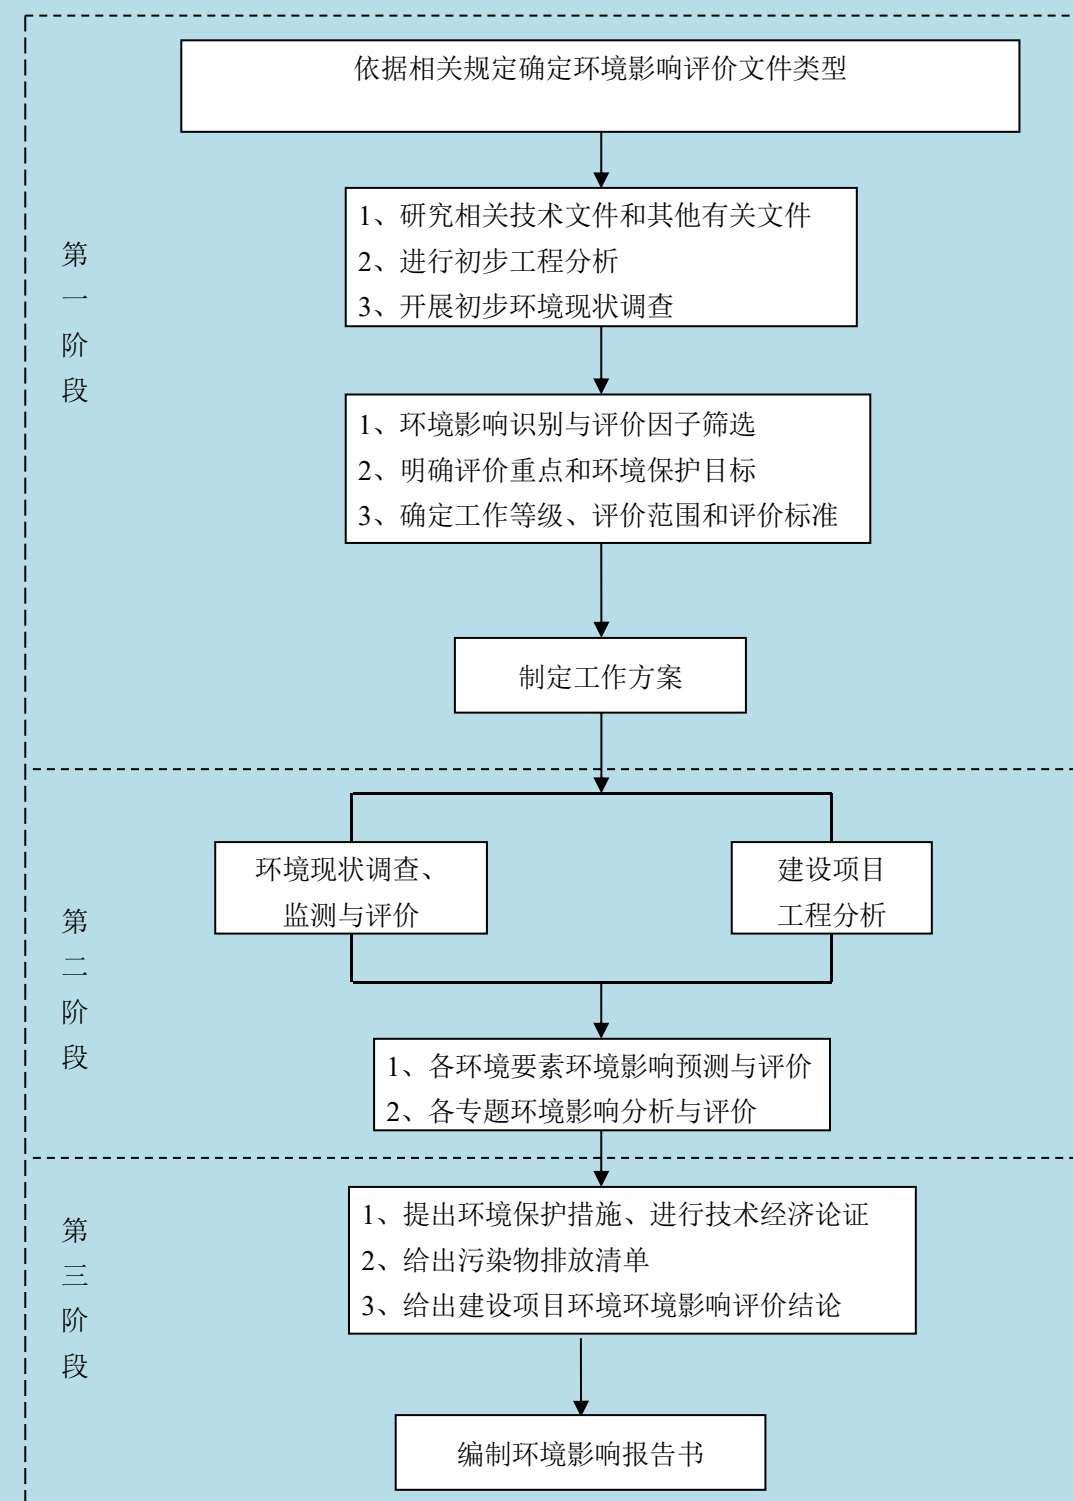 依据相关规定确定环境影响评价文件类型
1、研究相关技术文件和其他有关文件
2、进行初步工程分析
3、开展初步环境现状调查
第一阶段
1、环境影响识别与评价因子筛选
2、明确评价重点和环境保护目标
3、确定工作等级、评价范围和评价标准
制定工作方案
环境现状调查、
监测与评价
建设项目
工程分析
第二阶段
1、各环境要素环境影响预测与评价
2、各专题环境影响分析与评价
1、提出环境保护措施、进行技术经济论证
2、给出污染物排放清单
3、给出建设项目环境环境影响评价结论
第三阶段
编制环境影响报告书